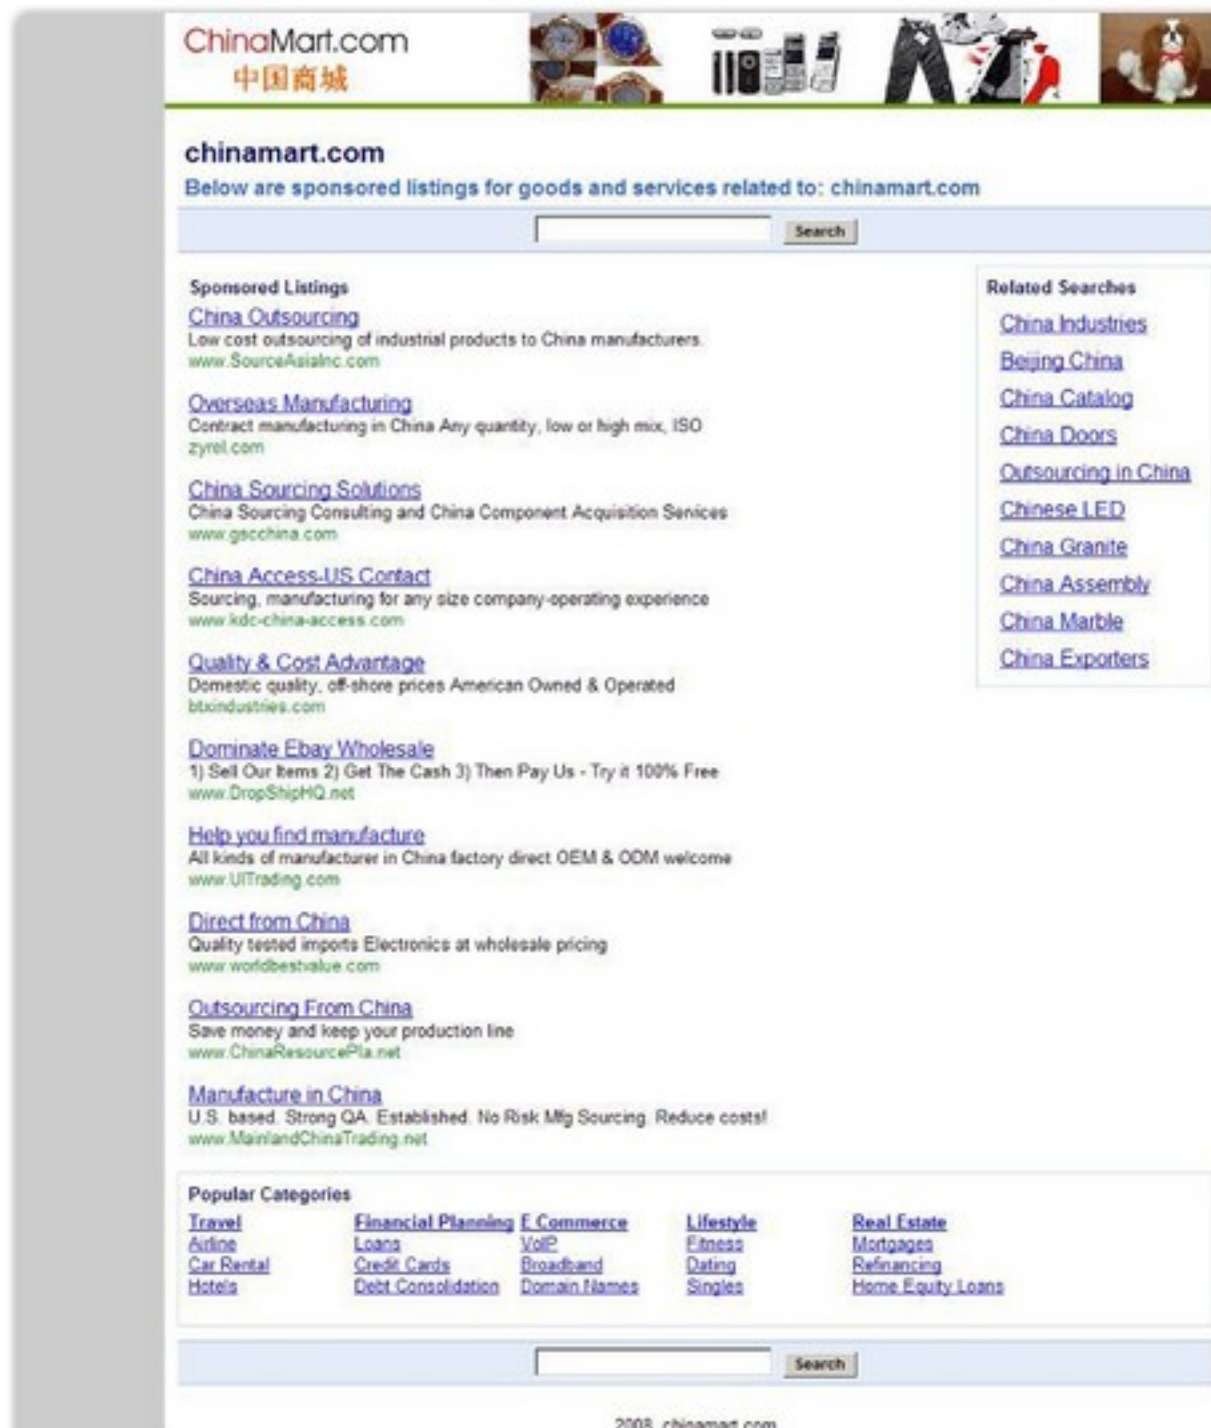 ChinaMart.com
中国商城
chinamart.com
Below are sponsored listings for goods and services related to: chinamart.com
Search
Sponsored Listings
China Outsourcing
Low cost outsourcing of industrial products to China manufacturers.
www.SourceAsiaInc.com
Overseas Manufacturing
Contract manufacturing in China Any quantity, low or high mix, ISO
zyrel.com
China Sourcing Solutions
China Sourcing Consulting and China Component Acquisition Services
www.gscchina.com
China Access-US Contact
Sourcing, manufacturing for any size company-operating experience
www.kdc-china-access.com
Quality & Cost Advantage
Domestic quality, off-shore prices American Owned & Operated
btxindustries.com
Dominate Ebay Wholesale
1) Sell Our Items 2) Get The Cash 3) Then Pay Us - Try it 100% Free
www.DropShipHQ.net
Help you find manufacture
All kinds of manufacturer in China factory direct OEM & ODM welcome
www.UITrading.com
Direct from China
Quality tested imports Electronics at wholesale pricing
www.worldbestvalue.com
Outsourcing From China
Save money and keep your production line
www.ChinaResourcePla.net
Manufacture in China
U.S. based. Strong QA. Established. No Risk Mfg Sourcing. Reduce costs!
www.MainlandChinaTrading.net
Related Searches
China Industries
Beijing China
China Catalog
China Doors
Outsourcing in China
Chinese LED
China Granite
China Assembly
China Marble
China Exporters
Popular Categories
Travel Financial Planning E Commerce Lifestyle Real Estate
Airline Loans VoIP Fitness Mortgages
Car Rental Credit Cards Broadband Dating Refinancing
Hotels Debt Consolidation Domain Names Singles Home Equity Loans
Search
2008 chinamart.com